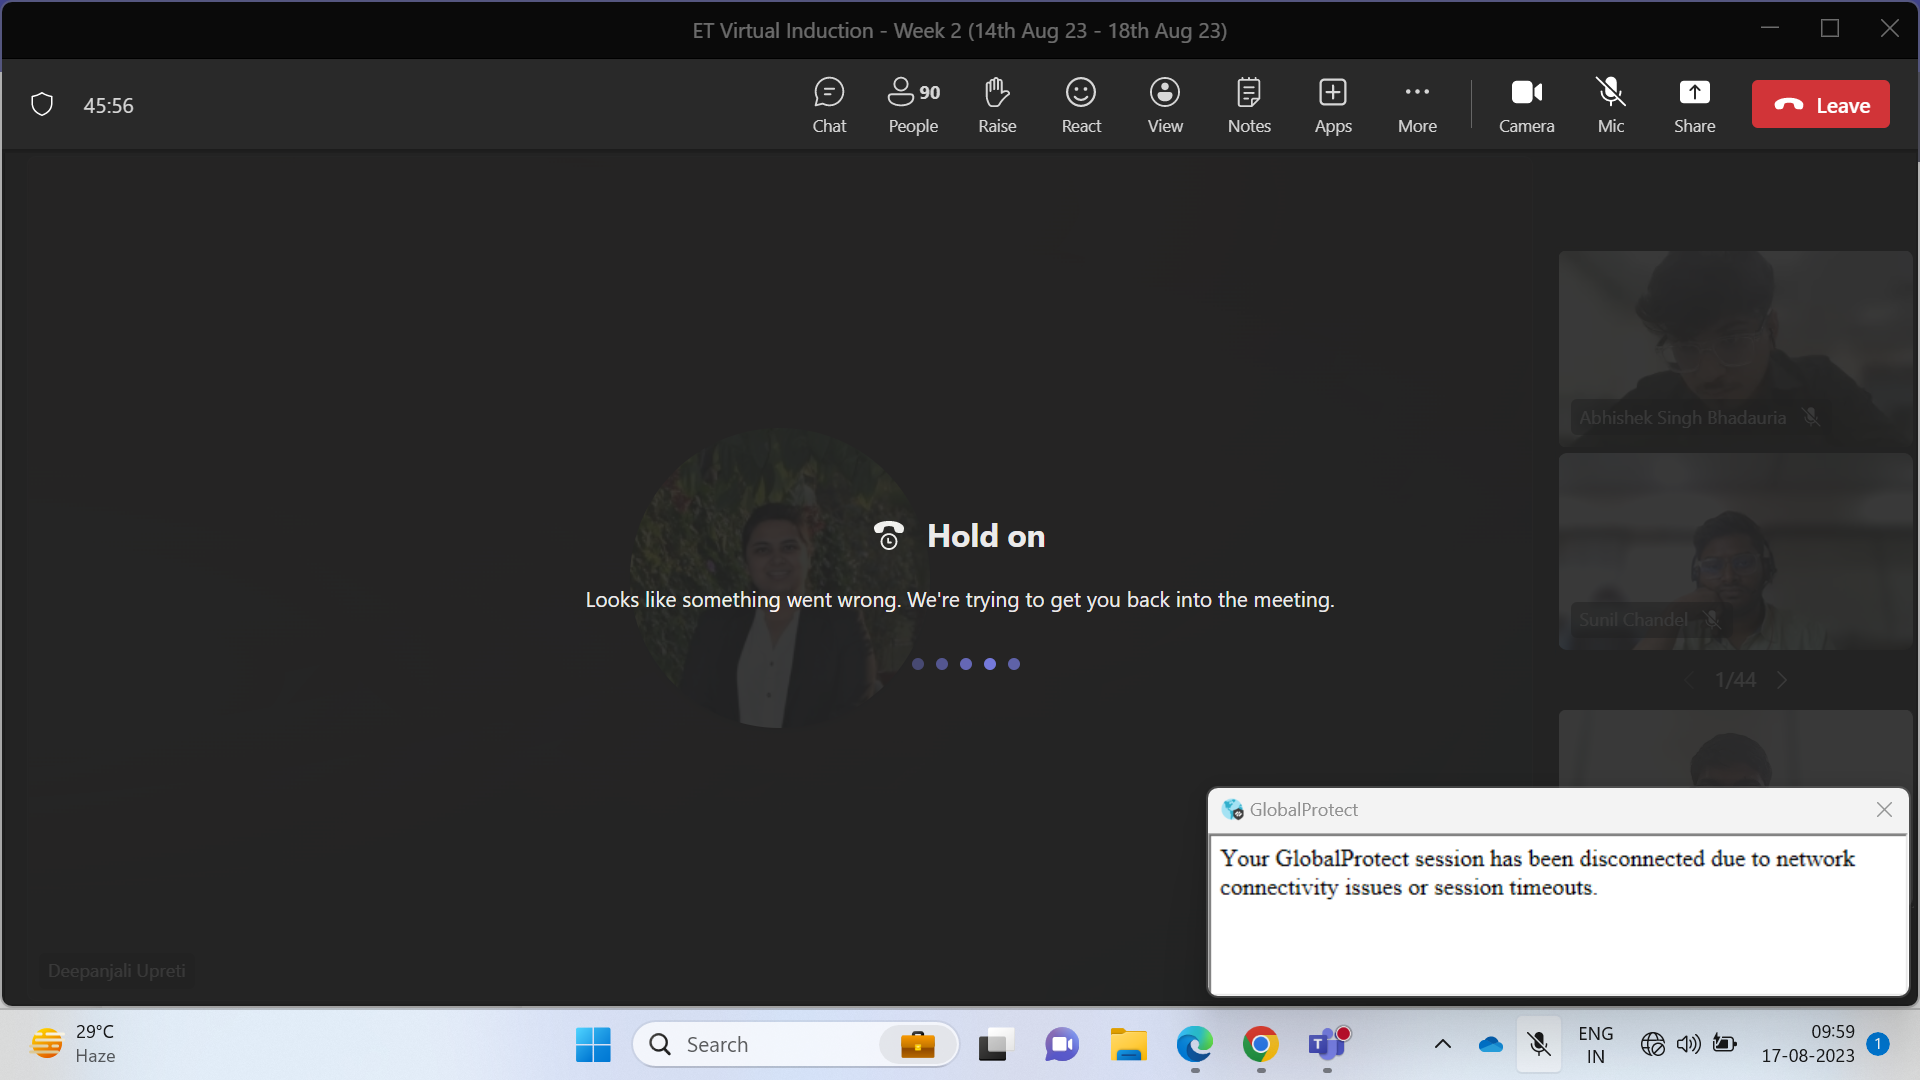 ET Virtual Induction - Week 2 (14th Aug 23 - 18th Aug 23)
45:56
90
Chat People Raise React View Notes Apps More Camera Mic Share Leave
Abhishek Singh Bhadauria
Hold on
Looks like something went wrong. We're trying to get you back into the meeting.
Sunil Chandel
1/44
GlobalProtect
Your GlobalProtect session has been disconnected due to network
connectivity issues or session timeouts.
Deepanjali Upreti
29°C
Haze
Search
T
ENG
IN
09:59
17-08-2023
1